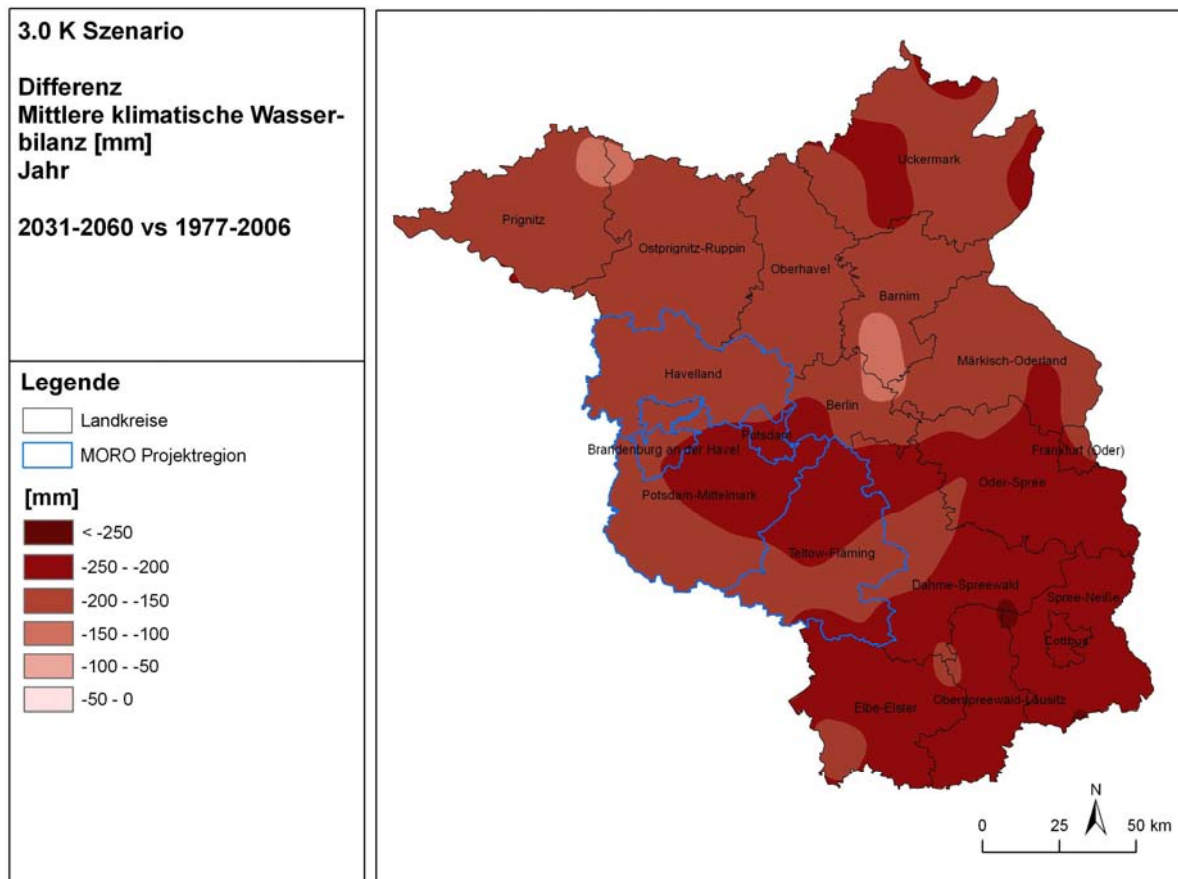 3.0 K Szenario
Differenz
Mittlere klimatische Wasser-
bilanz [mm]
Jahr
2031-2060 vs 1977-2006
Legende
Landkreise
MORO Projektregion
[mm]
< -250
-250 - -200
-200 - -150
-150 - -100
-100 - -50
-50 - 0
Uckermark
Prignitz
Ostprignitz-Ruppin
Oberhavel
Barnim
Märkisch-Oderland
Havelland
Berlin
Potsdam
Brandenburg an der Havel
Frankfurt (Oder)
Oder-Spree
Potsdam-Mittelmark
Teltow-Fläming
Dahme-Spreewald
Spree-Neiße
Cottbus
Oberspreewald-Lausitz
Elbe-Elster
N
0 25 50 km